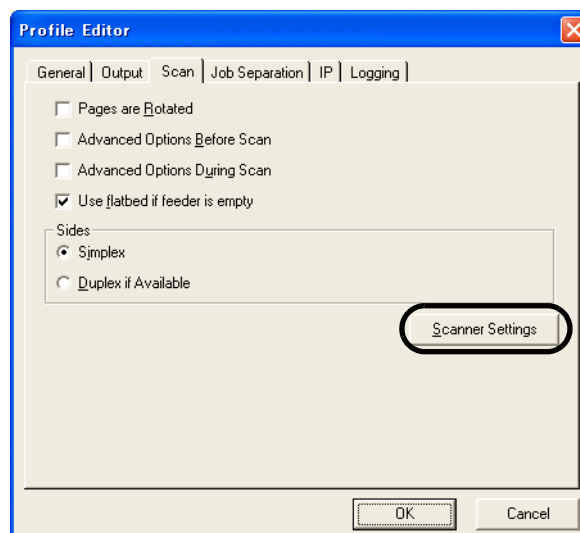 Profile Editor
General Output Scan Job Separation IP Logging
Pages are Rotated
Advanced Options Before Scan
Advanced Options During Scan
Use flatbed if feeder is empty
Sides
Simplex
Duplex if Available
Scanner Settings
OK Cancel